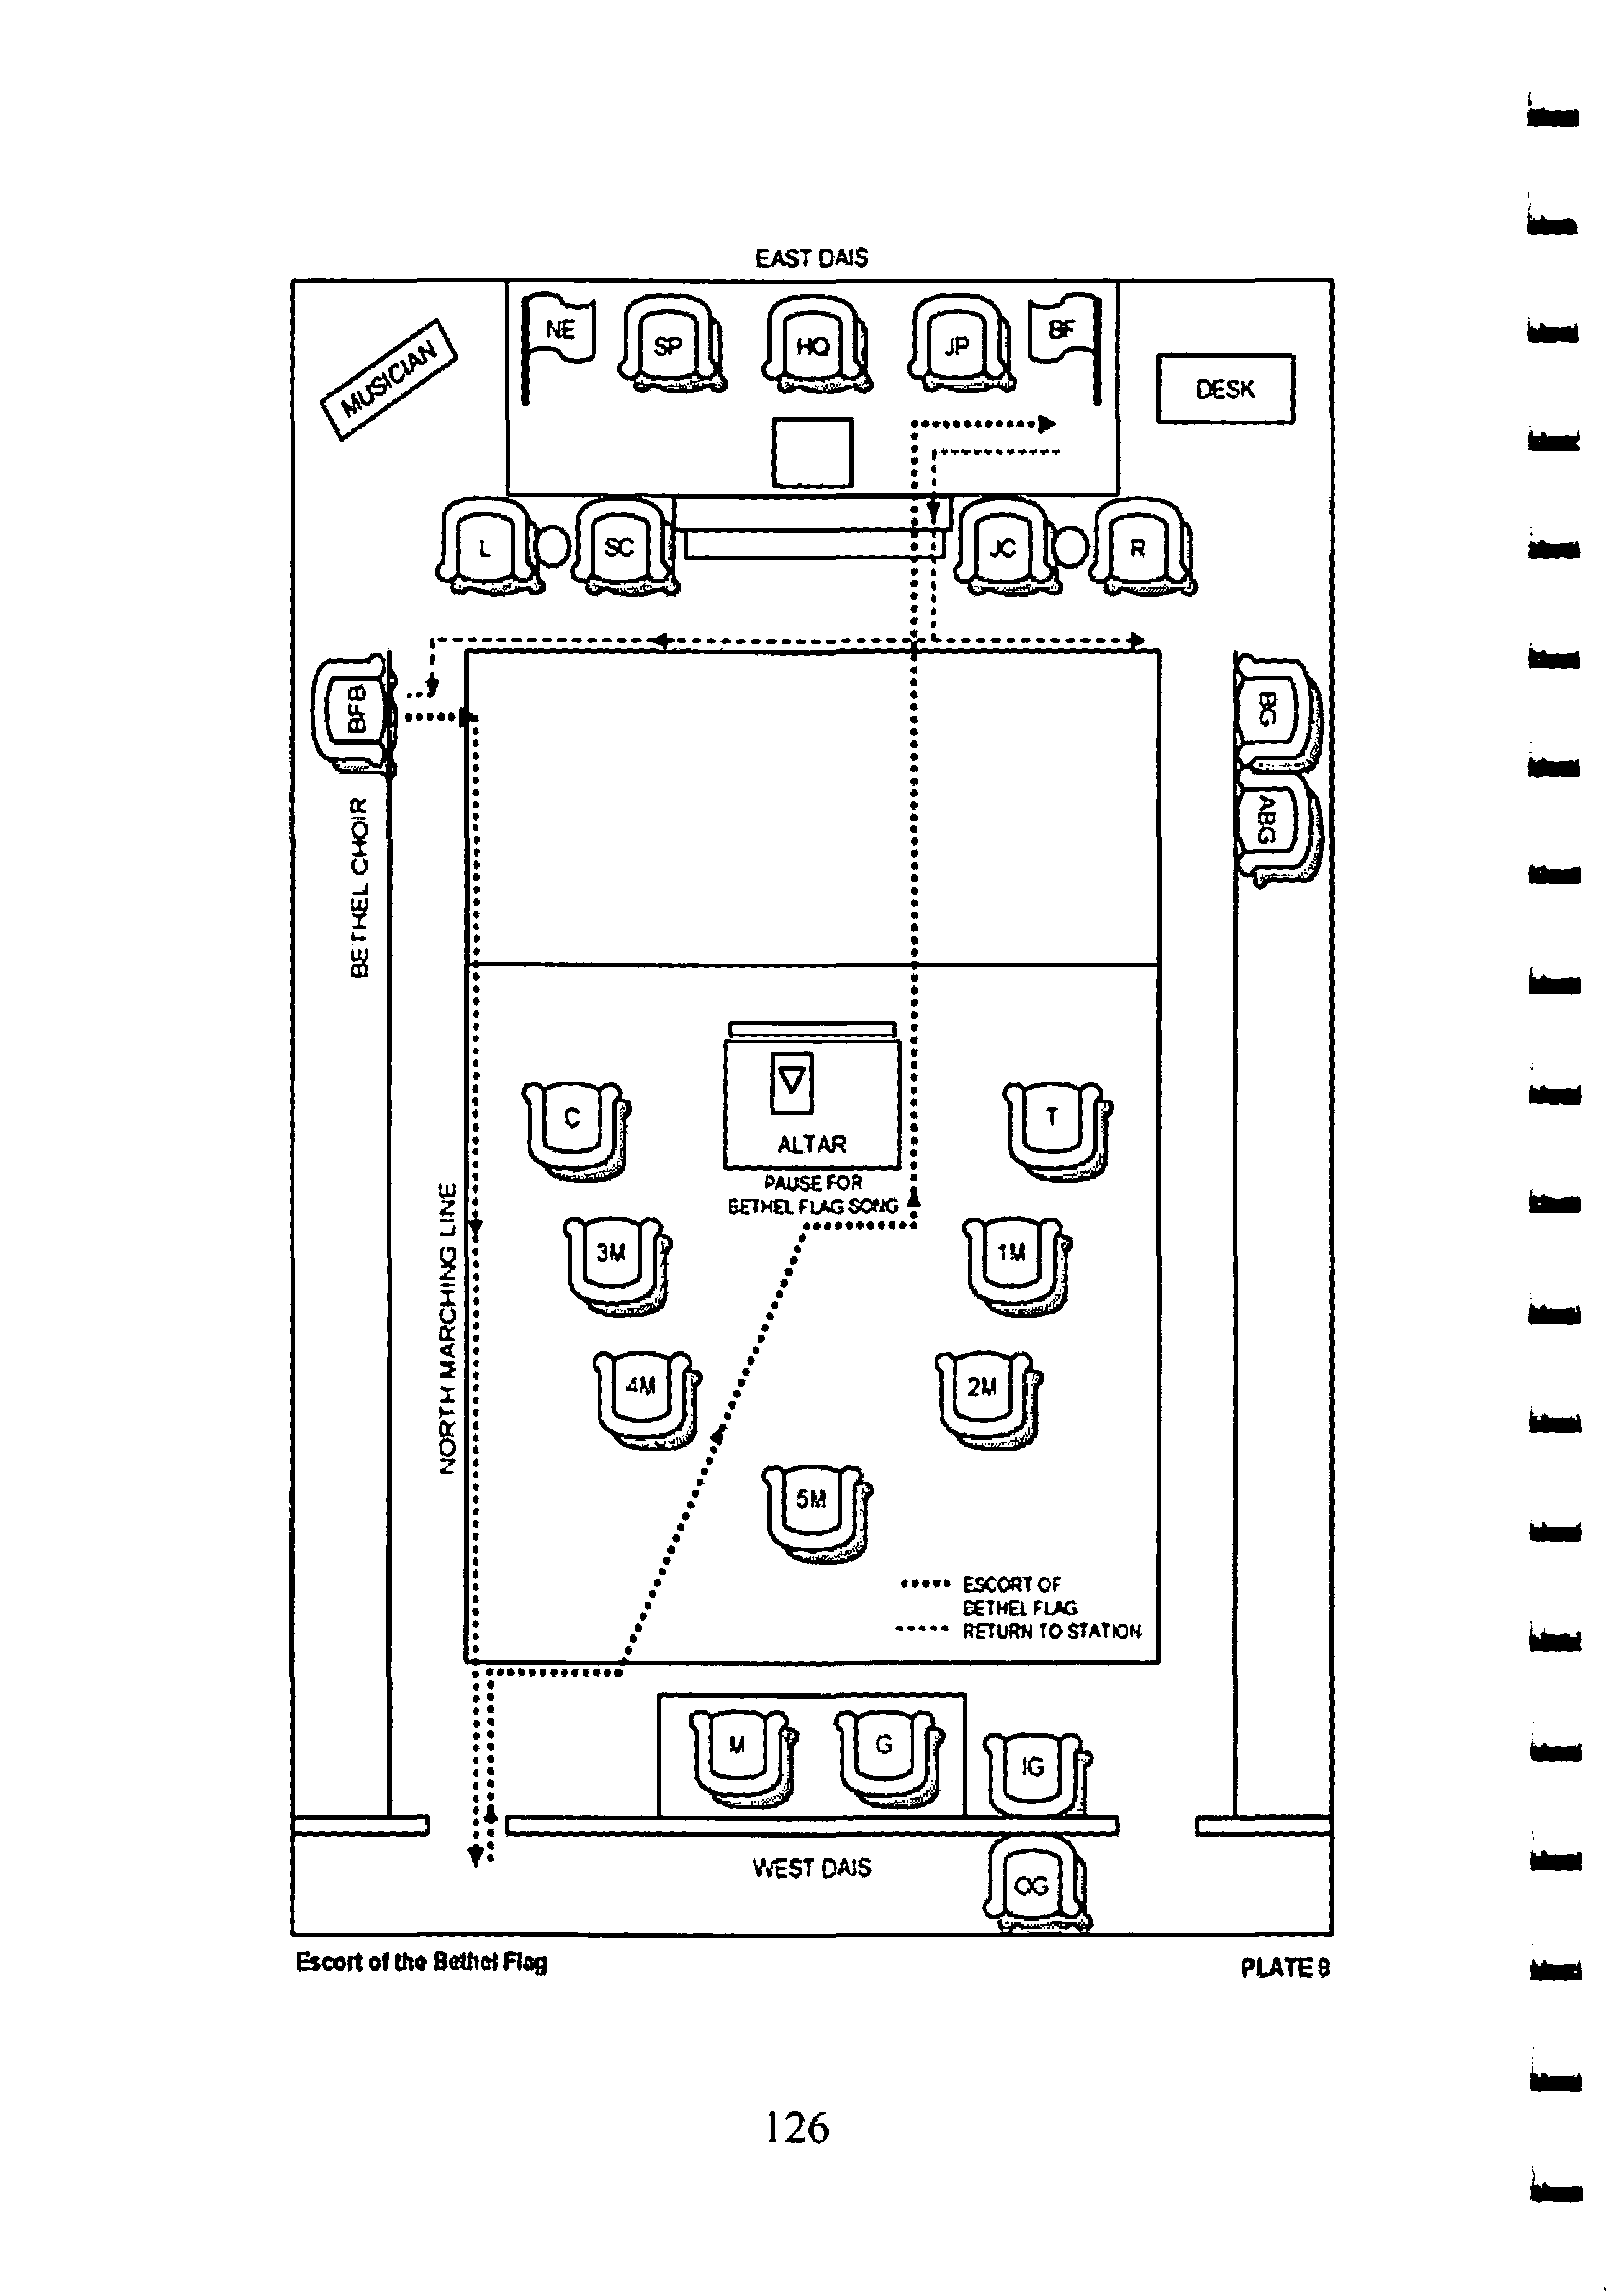 EAST DAIS
NE
SP
HQ
JP
BF
MUSICIAN
DESK
L
SC
JC
R
BFB
BG
ABG
BETHEL CHOIR
ALTAR
PAUSE FOR
BETHEL FLAG SONG
C
T
3M
1M
NORTH MARCHING LINE
4M
2M
5M
ESCORT OF
BETHEL FLAG
RETURN TO STATION
M
G
IG
WEST DAIS
OG
Escort of the Bethel Flag
PLATE 9
126